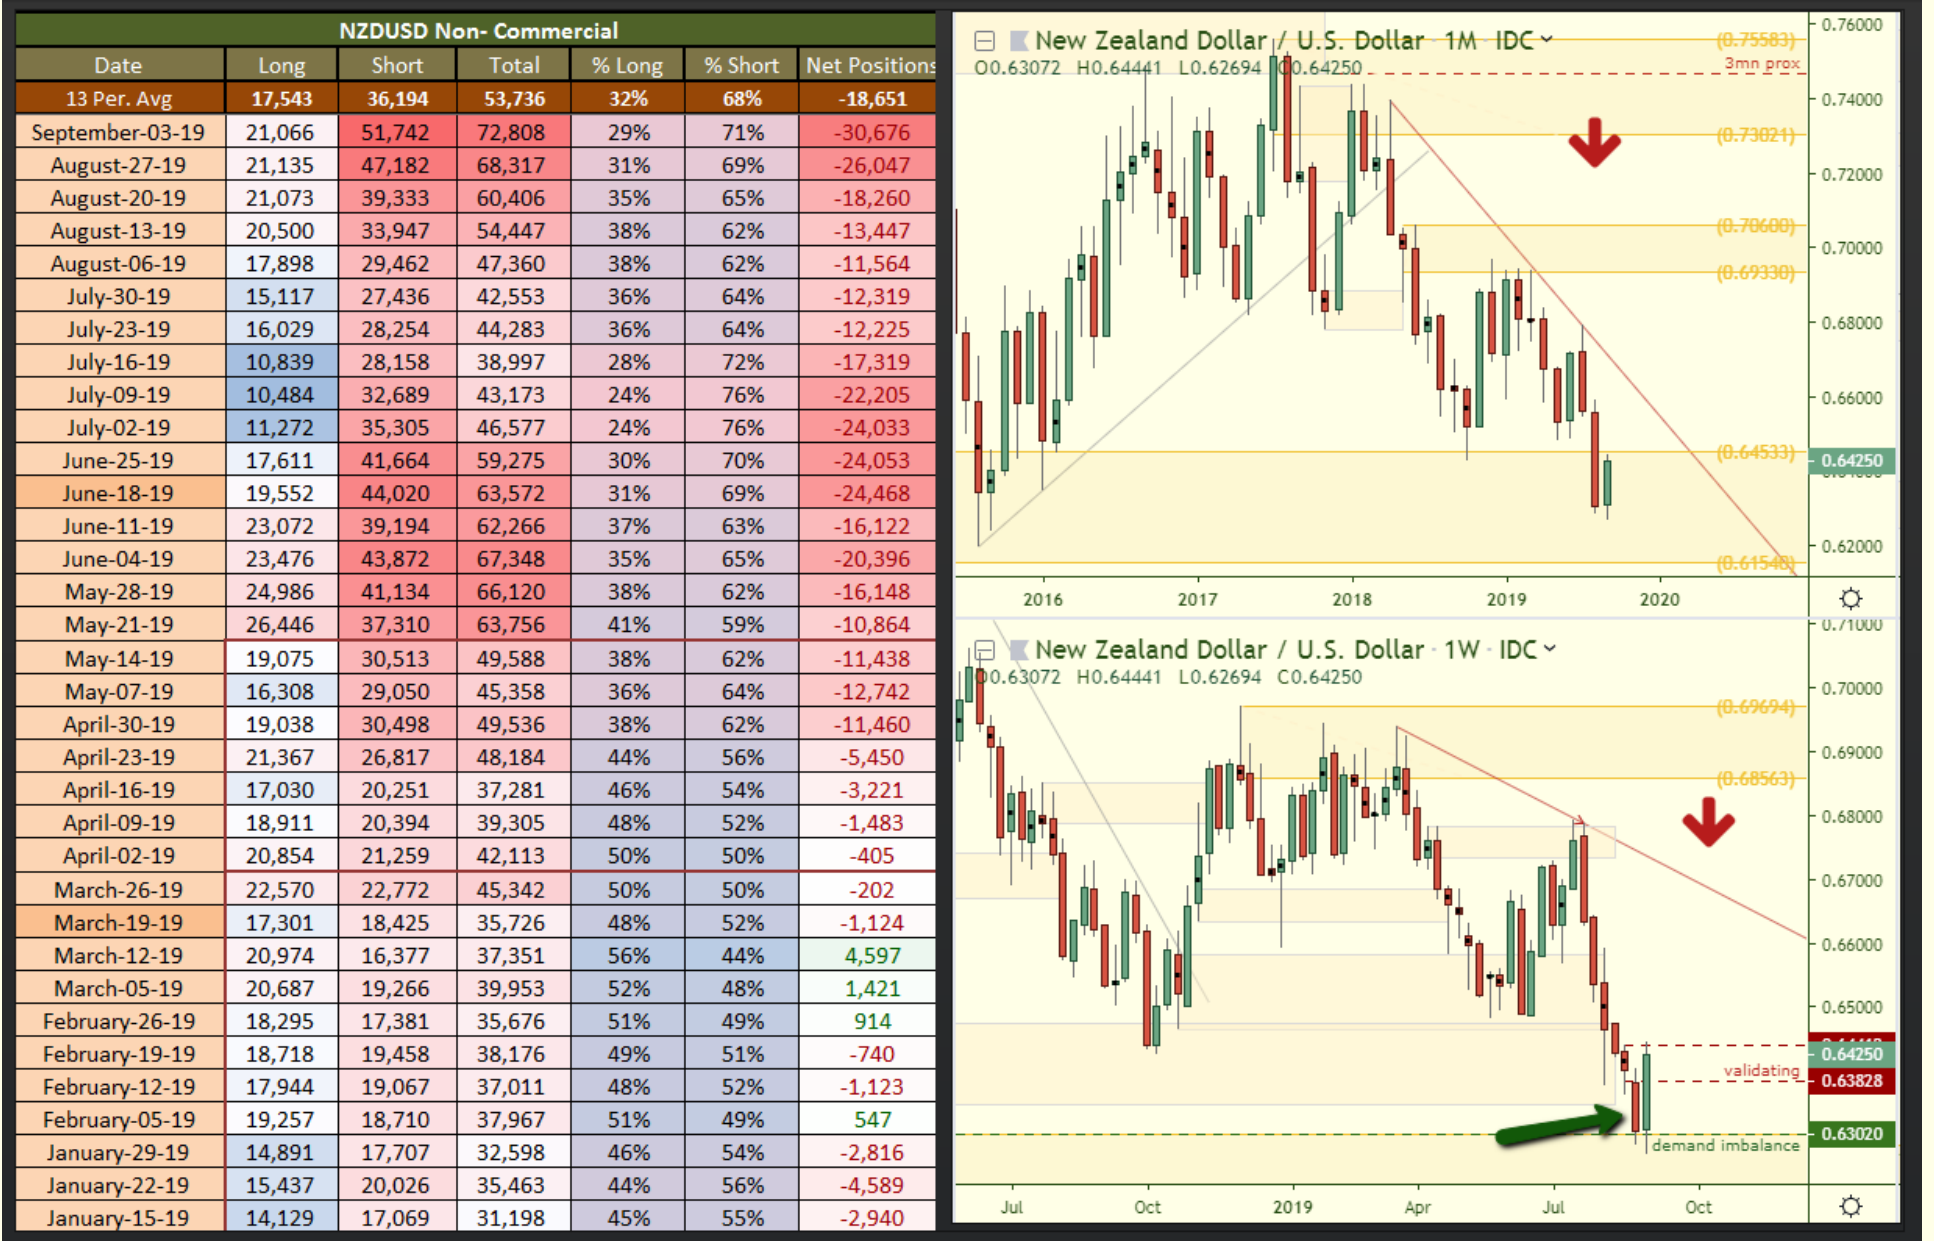 NZDUSD Non- Commercial
Date Long Short Total % Long % Short Net Positions
13 Per. Avg 17,543 36,194 53,736 32% 68% -18,651
September-03-19 21,066 51,742 72,808 29% 71% -30,676
August-27-19 21,135 47,182 68,317 31% 69% -26,047
August-20-19 21,073 39,333 60,406 35% 65% -18,260
August-13-19 20,500 33,947 54,447 38% 62% -13,447
August-06-19 17,898 29,462 47,360 38% 62% -11,564
July-30-19 15,117 27,436 42,553 36% 64% -12,319
July-23-19 16,029 28,254 44,283 36% 64% -12,225
July-16-19 10,839 28,158 38,997 28% 72% -17,319
July-09-19 10,484 32,689 43,173 24% 76% -22,205
July-02-19 11,272 35,305 46,577 24% 76% -24,033
June-25-19 17,611 41,664 59,275 30% 70% -24,053
June-18-19 19,552 44,020 63,572 31% 69% -24,468
June-11-19 23,072 39,194 62,266 37% 63% -16,122
June-04-19 23,476 43,872 67,348 35% 65% -20,396
May-28-19 24,986 41,134 66,120 38% 62% -16,148
May-21-19 26,446 37,310 63,756 41% 59% -10,864
May-14-19 19,075 30,513 49,588 38% 62% -11,438
May-07-19 16,308 29,050 45,358 36% 64% -12,742
April-30-19 19,038 30,498 49,536 38% 62% -11,460
April-23-19 21,367 26,817 48,184 44% 56% -5,450
April-16-19 17,030 20,251 37,281 46% 54% -3,221
April-09-19 18,911 20,394 39,305 48% 52% -1,483
April-02-19 20,854 21,259 42,113 50% 50% -405
March-26-19 22,570 22,772 45,342 50% 50% -202
March-19-19 17,301 18,425 35,726 48% 52% -1,124
March-12-19 20,974 16,377 37,351 56% 44% 4,597
March-05-19 20,687 19,266 39,953 52% 48% 1,421
February-26-19 18,295 17,381 35,676 51% 49% 914
February-19-19 18,718 19,458 38,176 49% 51% -740
February-12-19 17,944 19,067 37,011 48% 52% -1,123
February-05-19 19,257 18,710 37,967 51% 49% 547
January-29-19 14,891 17,707 32,598 46% 54% -2,816
January-22-19 15,437 20,026 35,463 44% 56% -4,589
January-15-19 14,129 17,069 31,198 45% 55% -2,940
New Zealand Dollar / U.S. Dollar · 1M · IDC
O0.63072 H0.64441 L0.62694 C0.64250
0.76000
(0.75583)
3mn prox
0.74000
(0.73021)
0.72000
(0.70600)
0.70000
(0.69330)
0.68000
0.66000
(0.64533)
0.64250
0.62000
(0.61540)
2016 2017 2018 2019 2020
New Zealand Dollar / U.S. Dollar · 1W · IDC
O0.63072 H0.64441 L0.62694 C0.64250
0.71000
0.70000
(0.69694)
0.69000
(0.68563)
0.68000
0.67000
0.66000
0.65000
0.64250
validating
0.63828
0.63020
demand imbalance
Jul Oct 2019 Apr Jul Oct